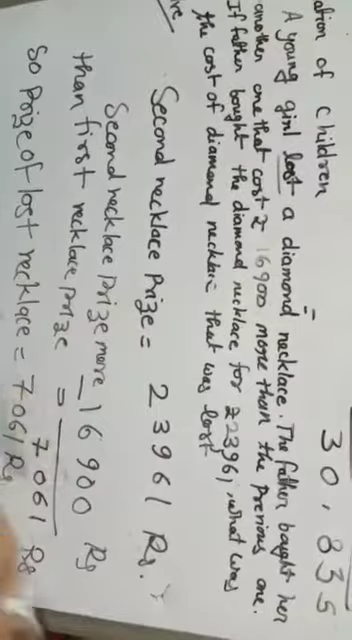 ation of children
30.835
A young girl lost a diamond necklace. The father bought her
another one that cost ₹ 16900 more than the previous one.
If father bought the diamond necklace for ₹ 23961, what was
the cost of diamond necklace that was lost
Second necklace Prize = 23961 Rs.
Second necklace Prize more
than first necklace prize = - 16900 Rs
7061 Rs
So Prize of lost necklace = 7061 Rs